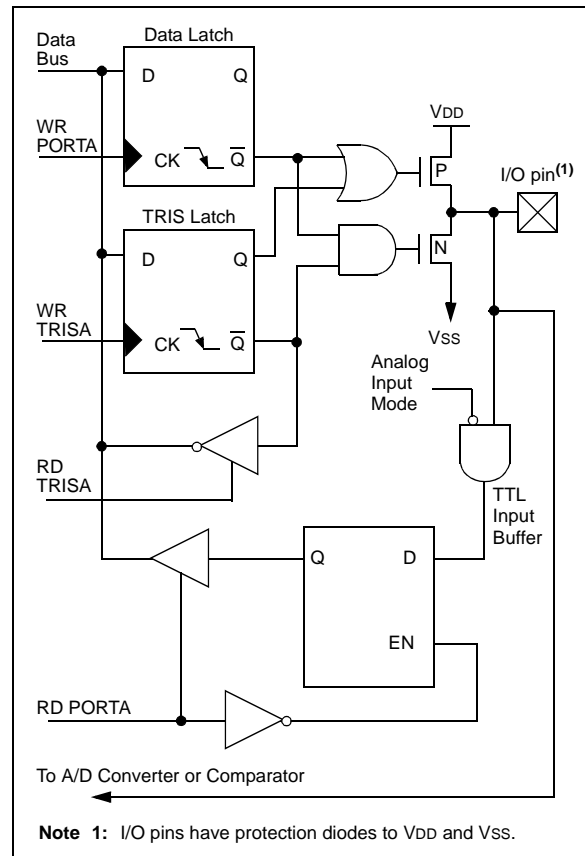 Data
Bus
Data Latch
D
Q
WR
PORTA
CK
Q
VDD
P
I/O pin(1)
TRIS Latch
D
Q
N
WR
TRISA
CK
Q
VSS
Analog
Input
Mode
RD
TRISA
TTL
Input
Buffer
Q
D
EN
RD PORTA
To A/D Converter or Comparator
Note 1: I/O pins have protection diodes to VDD and VSS.